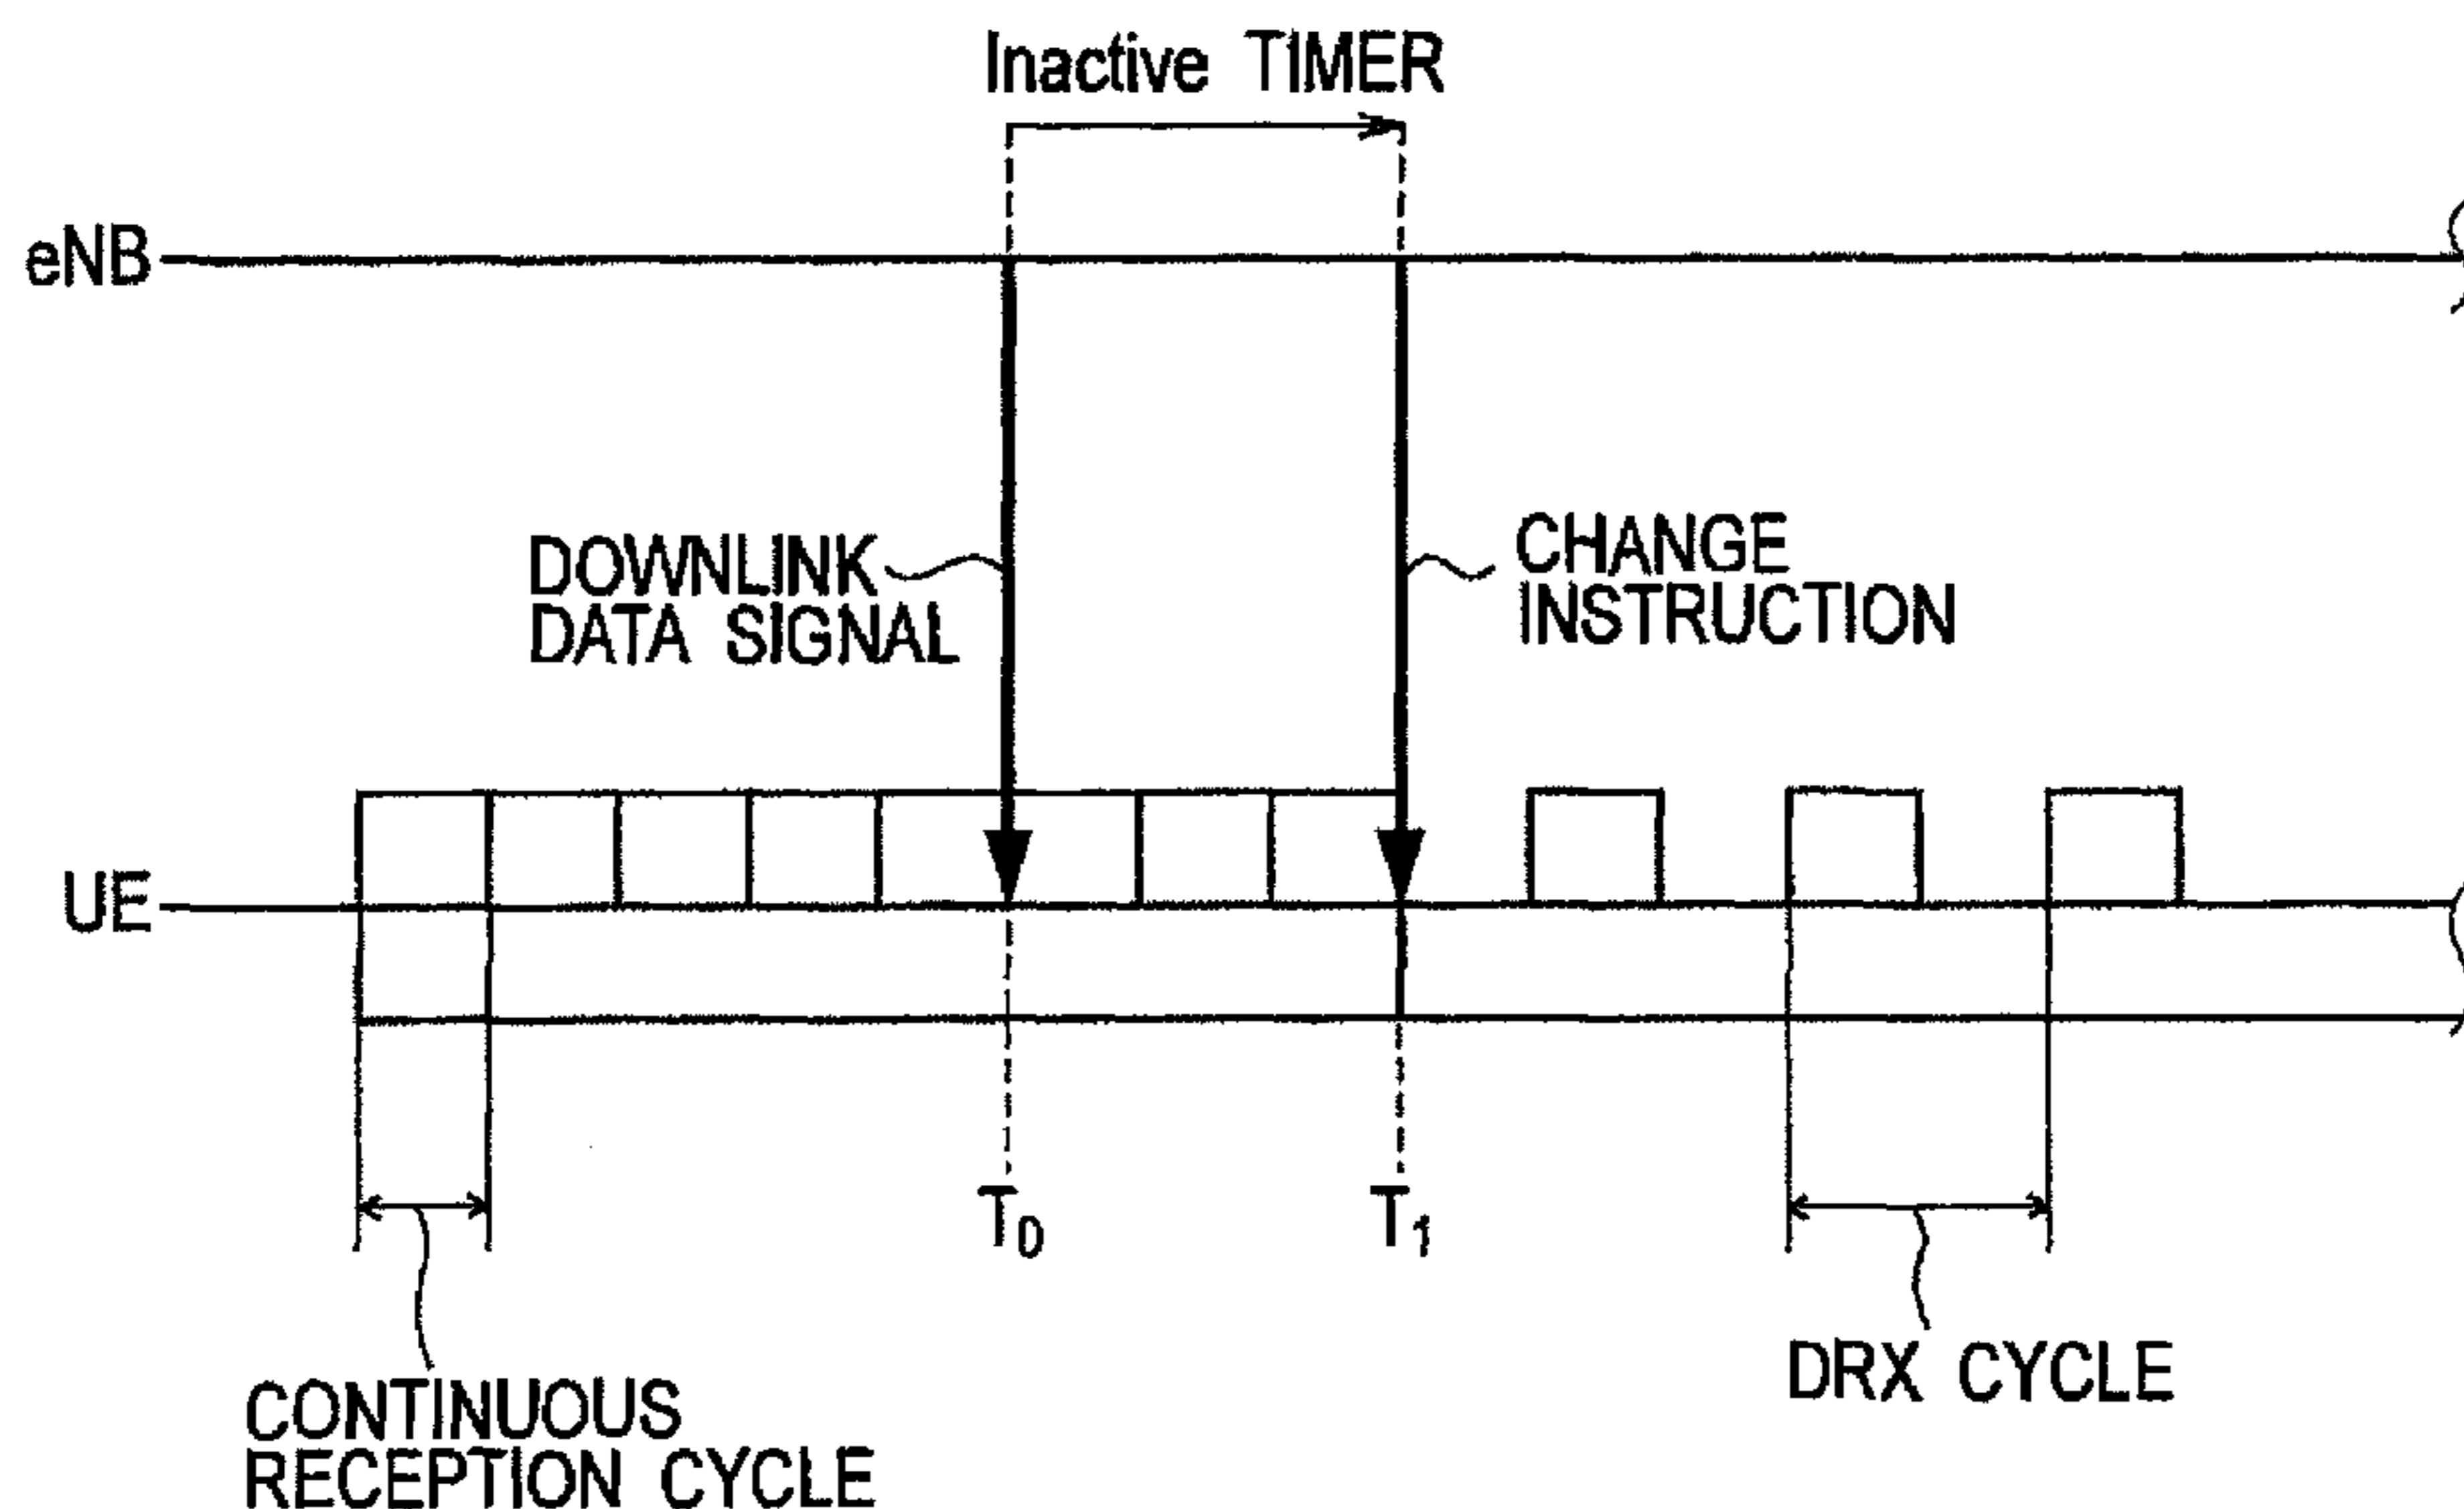 Inactive TIMER
eNB
DOWNLINK
DATA SIGNAL
CHANGE
INSTRUCTION
UE
T0
T1
CONTINUOUS
RECEPTION CYCLE
DRX CYCLE